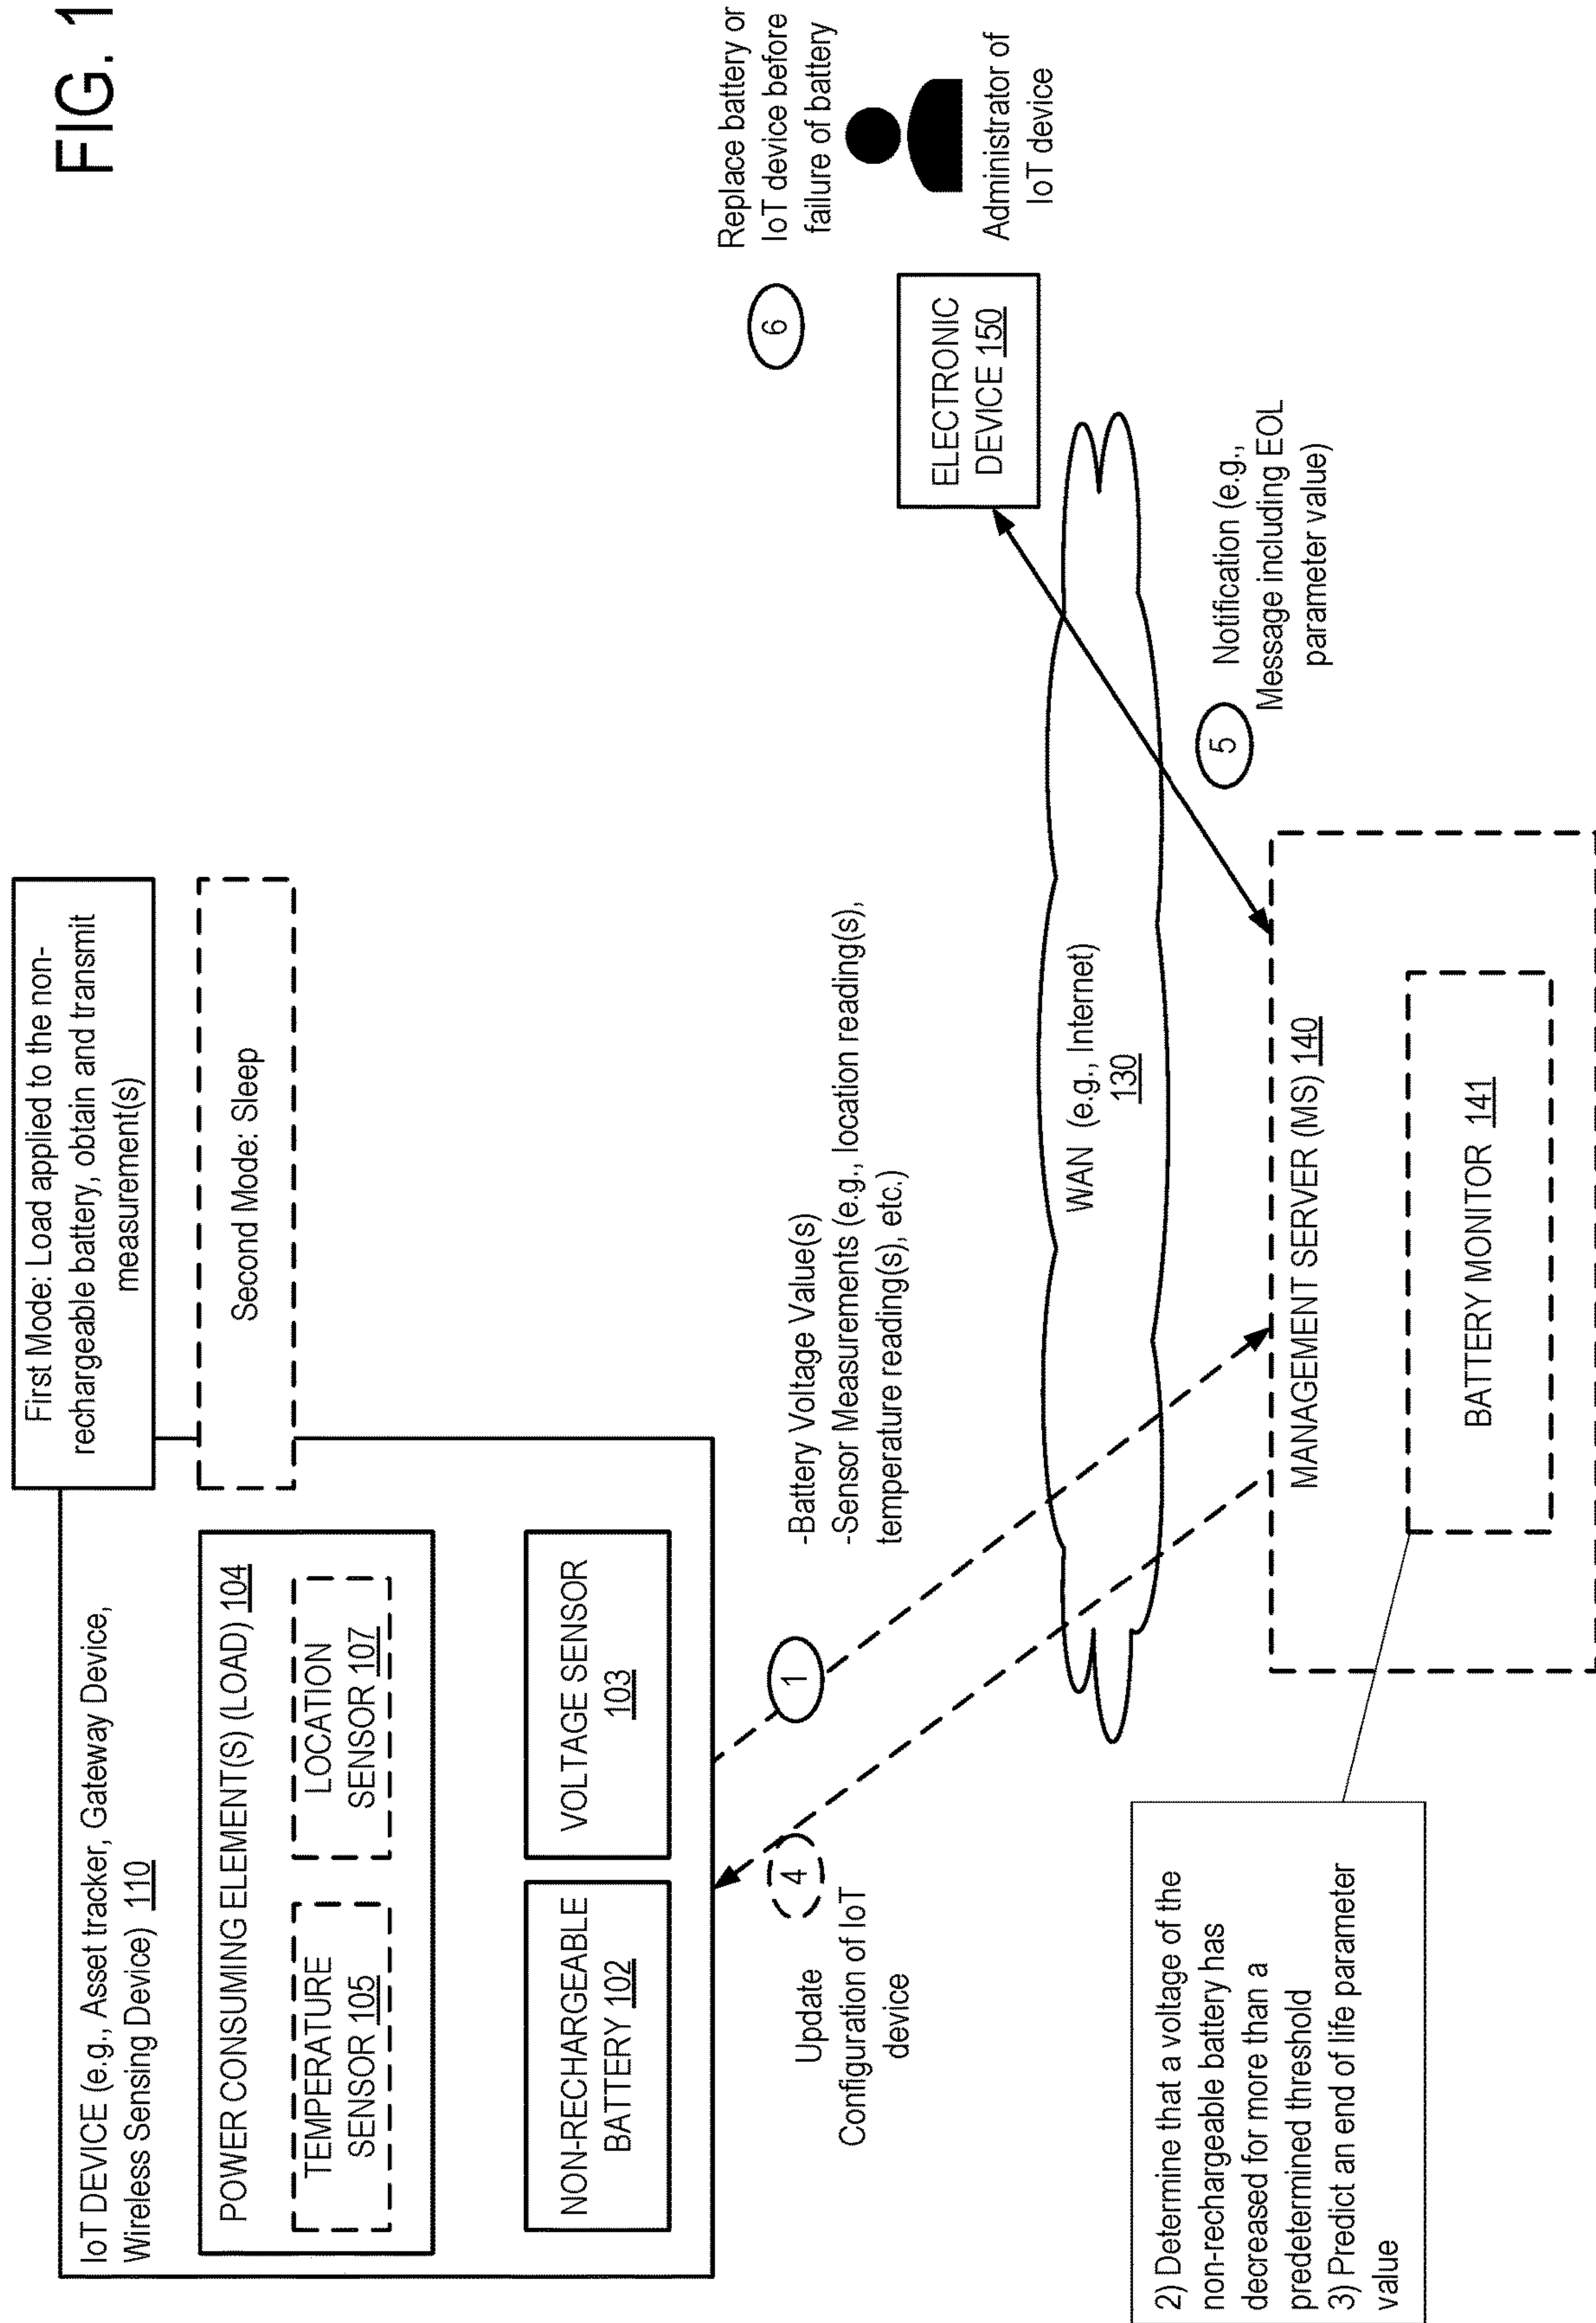 FIG. 1
IoT DEVICE (e.g., Asset tracker, Gateway Device,
Wireless Sensing Device) 110
First Mode: Load applied to the non-
rechargeable battery, obtain and transmit
measurement(s)
Second Mode: Sleep
POWER CONSUMING ELEMENT(S) (LOAD) 104
TEMPERATURE
SENSOR 105
LOCATION
SENSOR 107
NON-RECHARGEABLE
BATTERY 102
VOLTAGE SENSOR
103
4
Update
Configuration of IoT
device
1
-Battery Voltage Value(s)
-Sensor Measurements (e.g., location reading(s),
temperature reading(s), etc.)
6
Replace battery or
IoT device before
failure of battery
Administrator of
IoT device
ELECTRONIC
DEVICE 150
WAN (e.g., Internet)
130
5
Notification (e.g.,
Message including EOL
parameter value)
2) Determine that a voltage of the
non-rechargeable battery has
decreased for more than a
predetermined threshold
3) Predict an end of life parameter
value
MANAGEMENT SERVER (MS) 140
BATTERY MONITOR 141